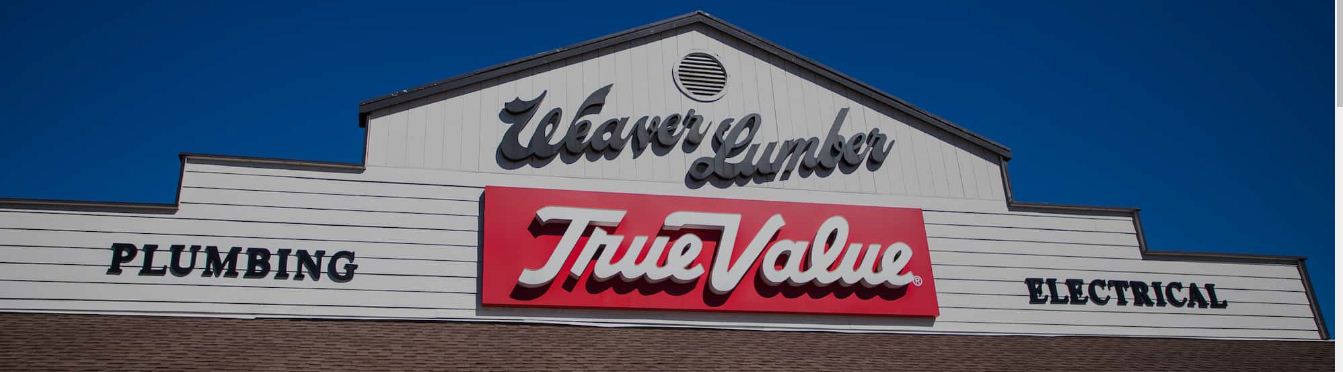 Weaver Lumber
True Value®
PLUMBING
ELECTRICAL